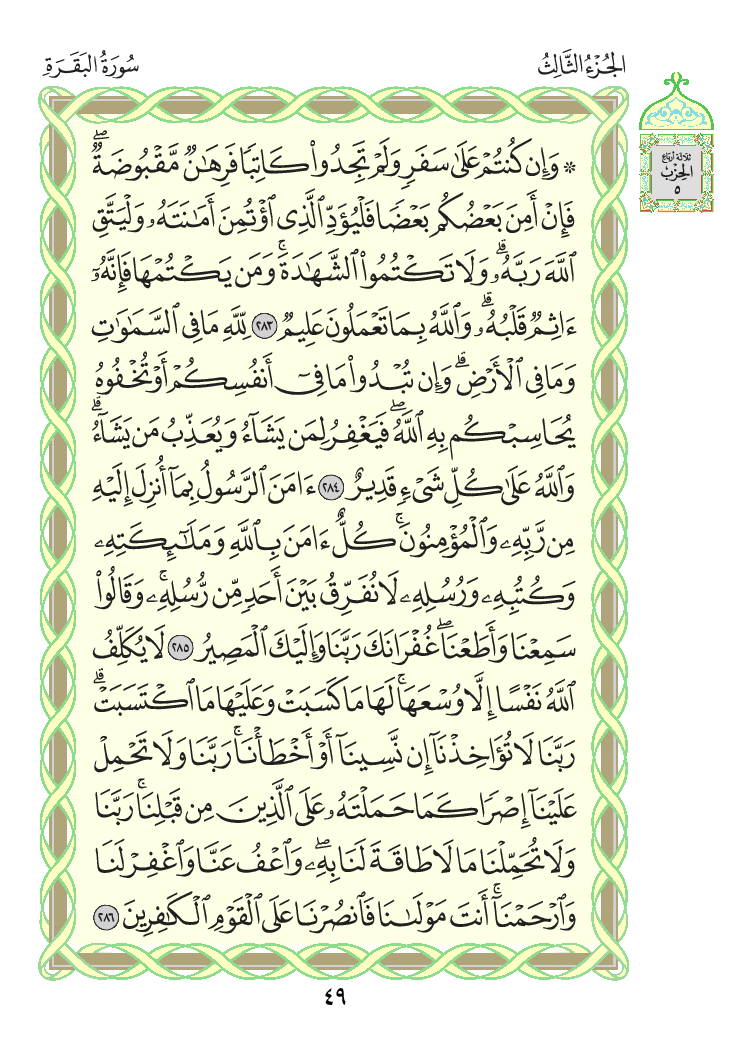 الجُزْءُ الثَّالِثُ
سُورَةُ البَقَرَةِ
ثلاثة أرباع
الحِزْب
٥
۞ وَإِن كُنتُمْ عَلَىٰ سَفَرٍ وَلَمْ تَجِدُوا۟ كَاتِبًا فَرِهَـٰنٌ مَّقْبُوضَةٌ ۖ
فَإِنْ أَمِنَ بَعْضُكُم بَعْضًا فَلْيُؤَدِّ ٱلَّذِى ٱؤْتُمِنَ أَمَـٰنَتَهُۥ وَلْيَتَّقِ
ٱللَّهَ رَبَّهُۥ ۗ وَلَا تَكْتُمُوا۟ ٱلشَّهَـٰدَةَ ۚ وَمَن يَكْتُمْهَا فَإِنَّهُۥٓ
ءَاثِمٌ قَلْبُهُۥ ۗ وَٱللَّهُ بِمَا تَعْمَلُونَ عَلِيمٌ ٢٨٣ لِّلَّهِ مَا فِى ٱلسَّمَـٰوَٰتِ
وَمَا فِى ٱلْأَرْضِ ۗ وَإِن تُبْدُوا۟ مَا فِىٓ أَنفُسِكُمْ أَوْ تُخْفُوهُ
يُحَاسِبْكُم بِهِ ٱللَّهُ ۖ فَيَغْفِرُ لِمَن يَشَآءُ وَيُعَذِّبُ مَن يَشَآءُ ۗ
وَٱللَّهُ عَلَىٰ كُلِّ شَىْءٍ قَدِيرٌ ٢٨٤ ءَامَنَ ٱلرَّسُولُ بِمَآ أُنزِلَ إِلَيْهِ
مِن رَّبِّهِۦ وَٱلْمُؤْمِنُونَ ۚ كُلٌّ ءَامَنَ بِٱللَّهِ وَمَلَـٰٓئِكَتِهِۦ
وَكُتُبِهِۦ وَرُسُلِهِۦ لَا نُفَرِّقُ بَيْنَ أَحَدٍ مِّن رُّسُلِهِۦ ۚ وَقَالُوا۟
سَمِعْنَا وَأَطَعْنَا ۖ غُفْرَانَكَ رَبَّنَا وَإِلَيْكَ ٱلْمَصِيرُ ٢٨٥ لَا يُكَلِّفُ
ٱللَّهُ نَفْسًا إِلَّا وُسْعَهَا ۚ لَهَا مَا كَسَبَتْ وَعَلَيْهَا مَا ٱكْتَسَبَتْ ۗ
رَبَّنَا لَا تُؤَاخِذْنَآ إِن نَّسِينَآ أَوْ أَخْطَأْنَا ۚ رَبَّنَا وَلَا تَحْمِلْ
عَلَيْنَآ إِصْرًا كَمَا حَمَلْتَهُۥ عَلَى ٱلَّذِينَ مِن قَبْلِنَا ۚ رَبَّنَا
وَلَا تُحَمِّلْنَا مَا لَا طَاقَةَ لَنَا بِهِۦ ۖ وَٱعْفُ عَنَّا وَٱغْفِرْ لَنَا
وَٱرْحَمْنَآ ۚ أَنتَ مَوْلَىٰنَا فَٱنصُرْنَا عَلَى ٱلْقَوْمِ ٱلْكَـٰفِرِينَ ٢٨٦
٤٩